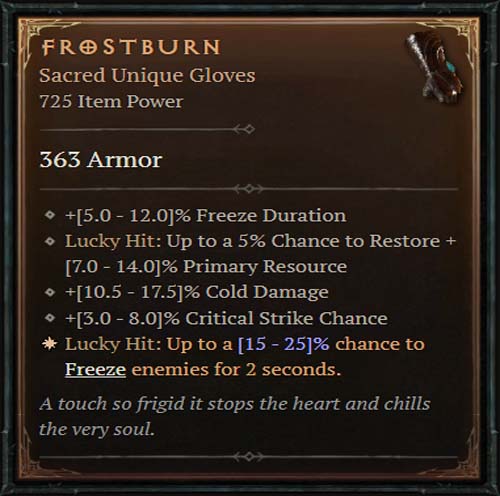 FROSTBURN
Sacred Unique Gloves
725 Item Power
363 Armor
+[5.0 - 12.0]% Freeze Duration
Lucky Hit: Up to a 5% Chance to Restore +
[7.0 - 14.0]% Primary Resource
+[10.5 - 17.5]% Cold Damage
+[3.0 - 8.0]% Critical Strike Chance
Lucky Hit: Up to a [15 - 25]% chance to
Freeze enemies for 2 seconds.
A touch so frigid it stops the heart and chills
the very soul.